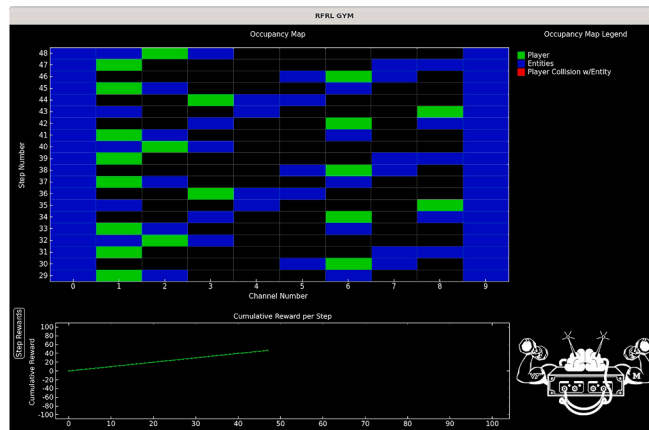 RFRL GYM
Occupancy Map
Occupancy Map Legend
Player
Entities
Player Collision w/Entity
Step Number
48
47
46
45
44
43
42
41
40
39
38
37
36
35
34
33
32
31
30
29
0 1 2 3 4 5 6 7 8 9
Channel Number
Step Rewards
Cumulative Reward per Step
Cumulative Reward
100
80
60
40
20
0
-20
-40
-60
-80
-100
0 10 20 30 40 50 60 70 80 90 100
M